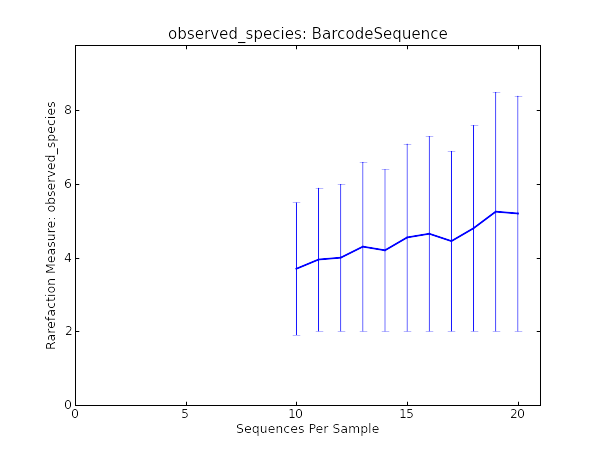 observed_species: BarcodeSequence
Rarefaction Measure: observed_species
8
6
4
2
0
0 5 10 15 20
Sequences Per Sample